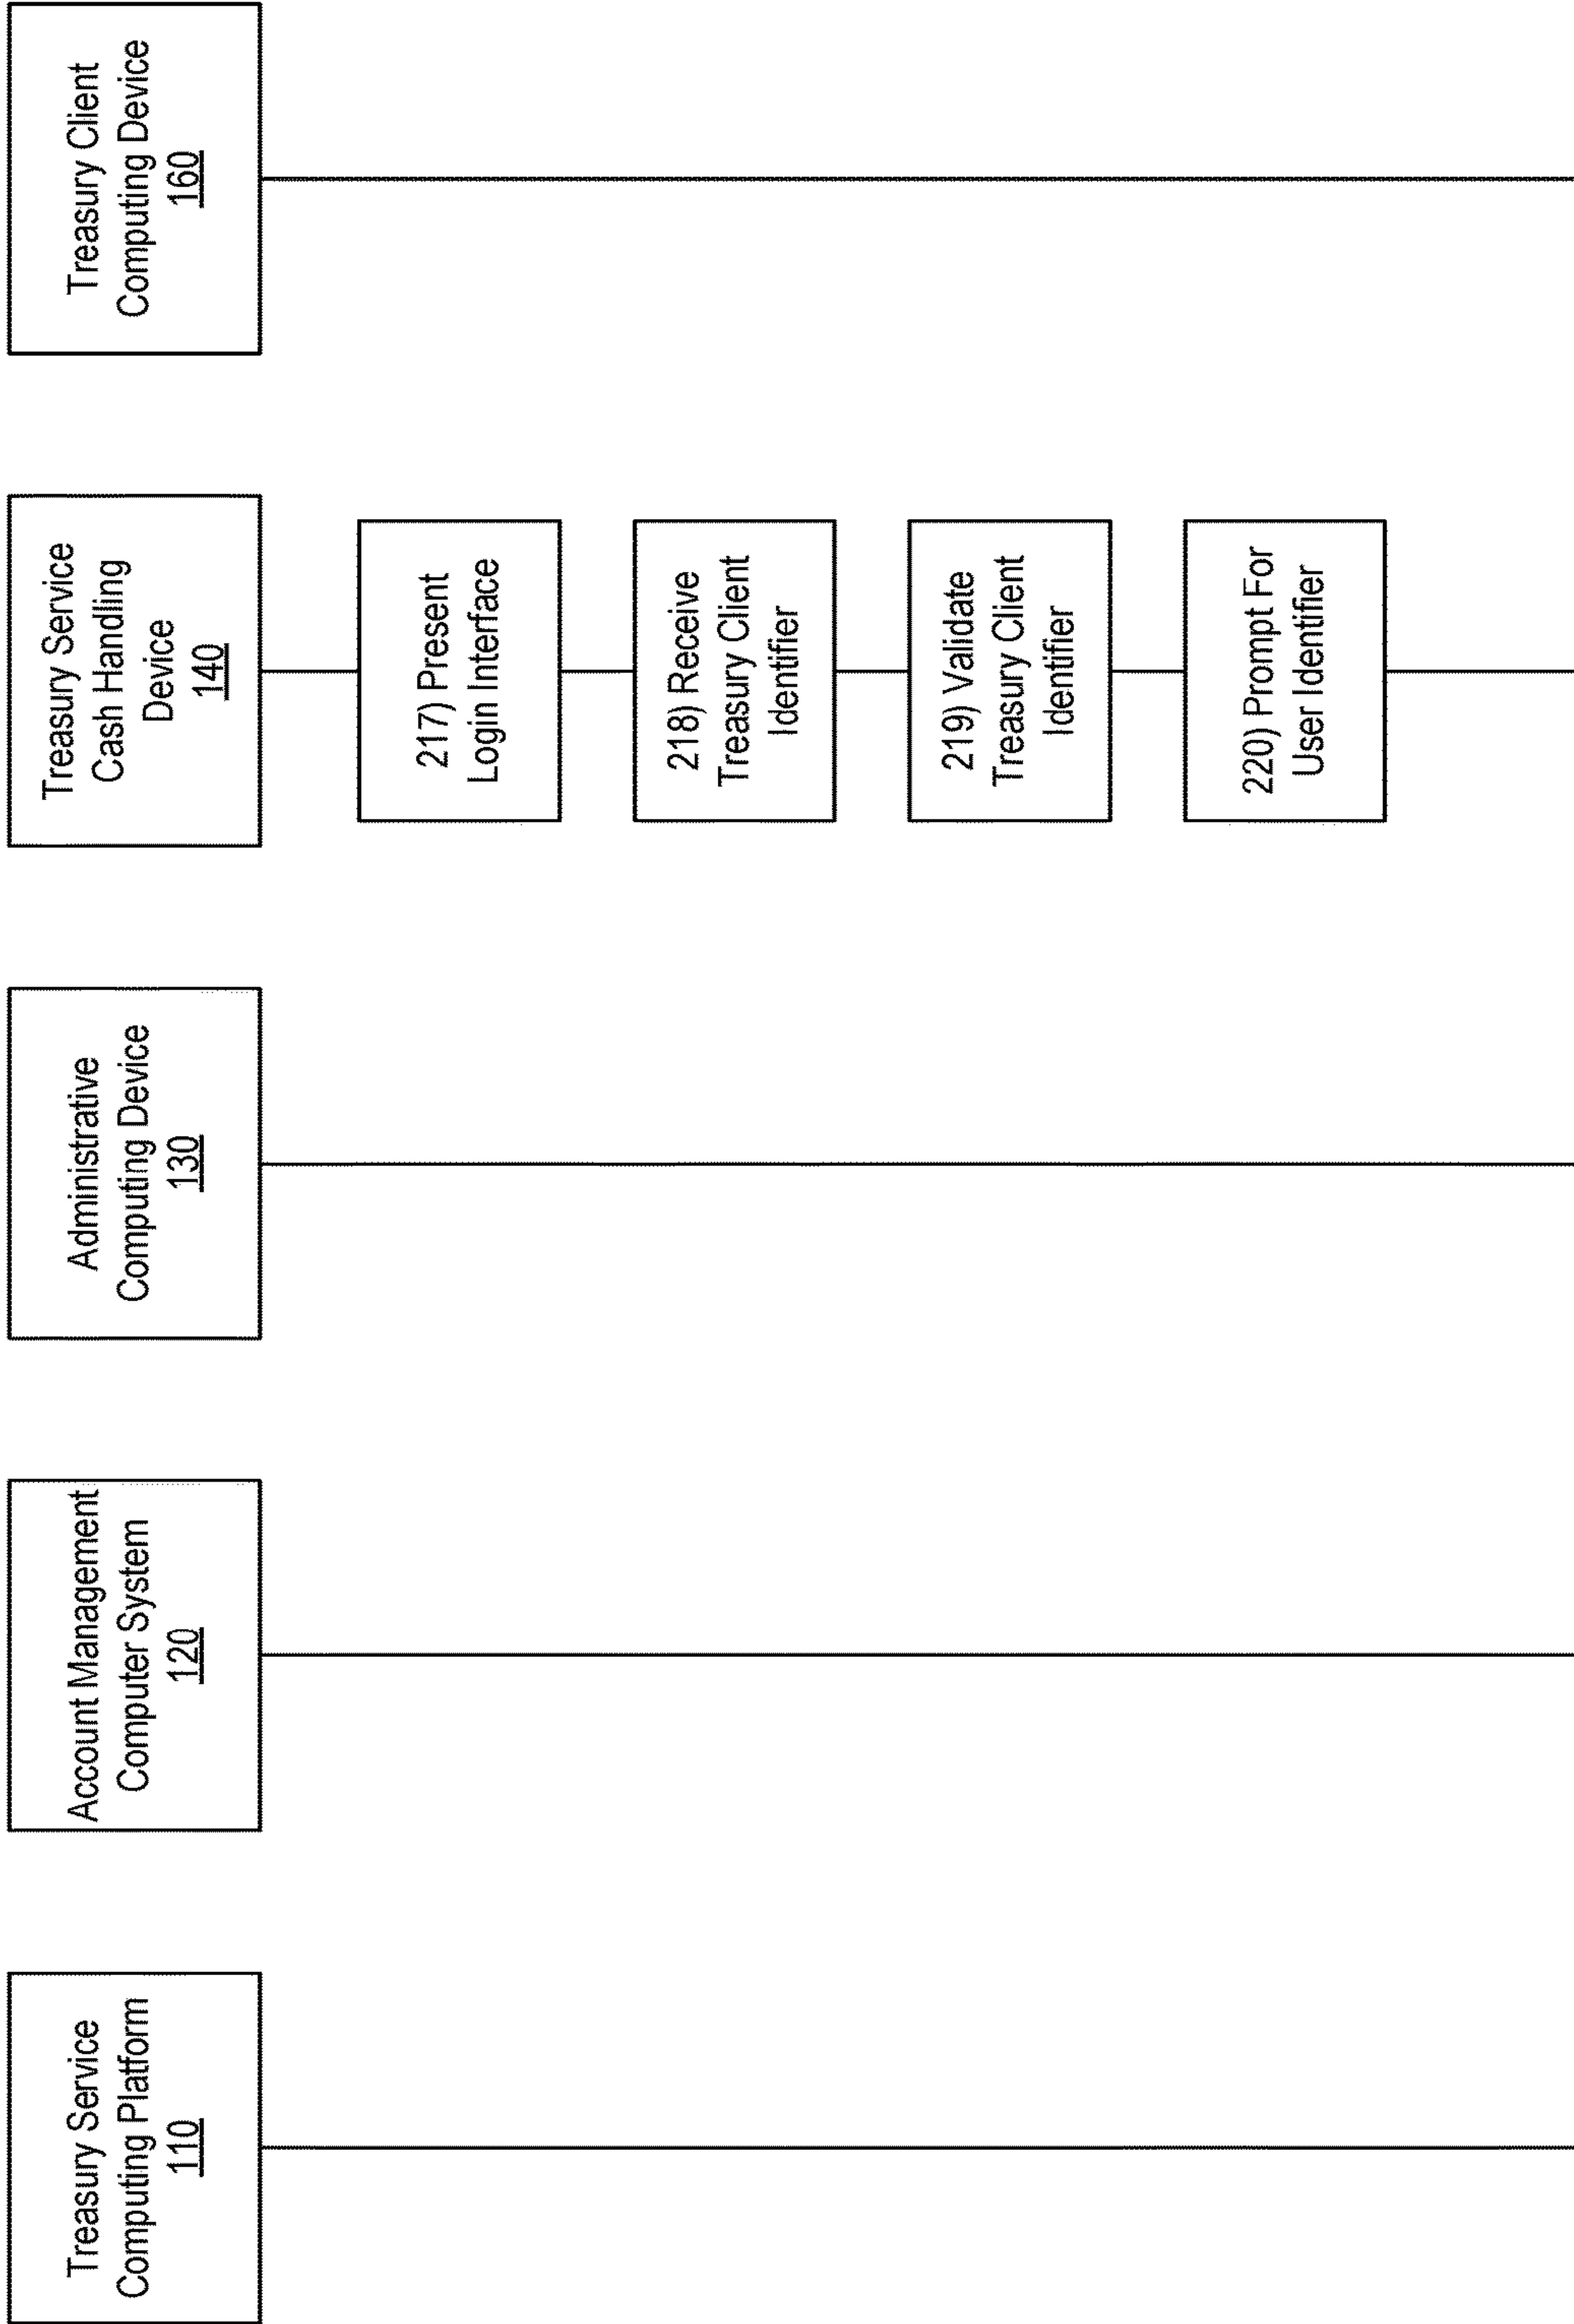 Treasury Service
Computing Platform
110
Account Management
Computer System
120
Administrative
Computing Device
130
Treasury Service
Cash Handling
Device
140
Treasury Client
Computing Device
160
217) Present
Login Interface
218) Receive
Treasury Client
Identifier
219) Validate
Treasury Client
Identifier
220) Prompt For
User Identifier